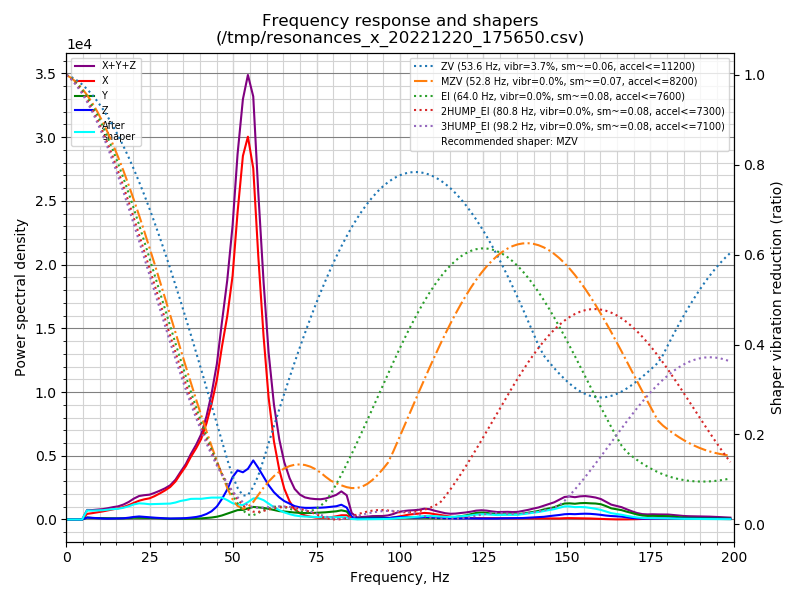 Frequency response and shapers
(/tmp/resonances_x_20221220_175650.csv)
1e4
X+Y+Z
X
Y
Z
After
shaper
ZV (53.6 Hz, vibr=3.7%, sm~=0.06, accel<=11200)
MZV (52.8 Hz, vibr=0.0%, sm~=0.07, accel<=8200)
EI (64.0 Hz, vibr=0.0%, sm~=0.08, accel<=7600)
2HUMP_EI (80.8 Hz, vibr=0.0%, sm~=0.08, accel<=7300)
3HUMP_EI (98.2 Hz, vibr=0.0%, sm~=0.08, accel<=7100)
Recommended shaper: MZV
Power spectral density
3.5
3.0
2.5
2.0
1.5
1.0
0.5
0.0
1.0
0.8
0.6
0.4
0.2
0.0
Shaper vibration reduction (ratio)
0 25 50 75 100 125 150 175 200
Frequency, Hz